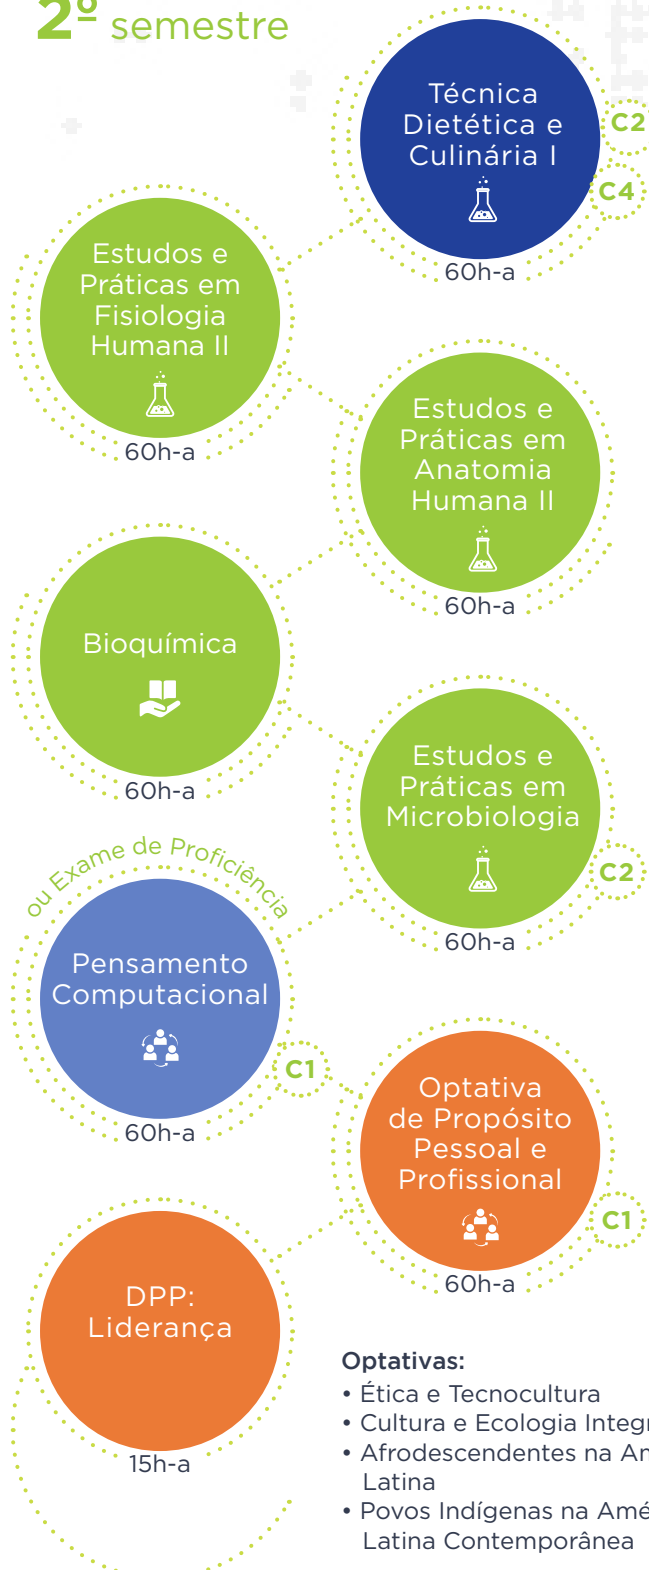 2º semestre
Técnica
Dietética e
Culinária I
C2
C4
60h-a
Estudos e
Práticas em
Fisiologia
Humana II
60h-a
Estudos e
Práticas em
Anatomia
Humana II
60h-a
Bioquímica
60h-a
Estudos e
Práticas em
Microbiologia
C2
60h-a
ou Exame de Proficiência
Pensamento
Computacional
C1
60h-a
Optativa
de Propósito
Pessoal e
Profissional
C1
60h-a
DPP:
Liderança
15h-a
Optativas:
• Ética e Tecnocultura
• Cultura e Ecologia Integr
• Afrodescendentes na Am
Latina
• Povos Indígenas na Amé
Latina Contemporânea